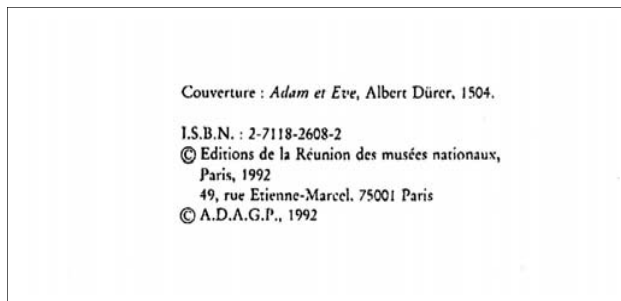 Couverture : Adam et Eve, Albert Dürer, 1504.
I.S.B.N. : 2-7118-2608-2
© Editions de la Réunion des musées nationaux,
Paris, 1992
49, rue Etienne-Marcel, 75001 Paris
© A.D.A.G.P., 1992